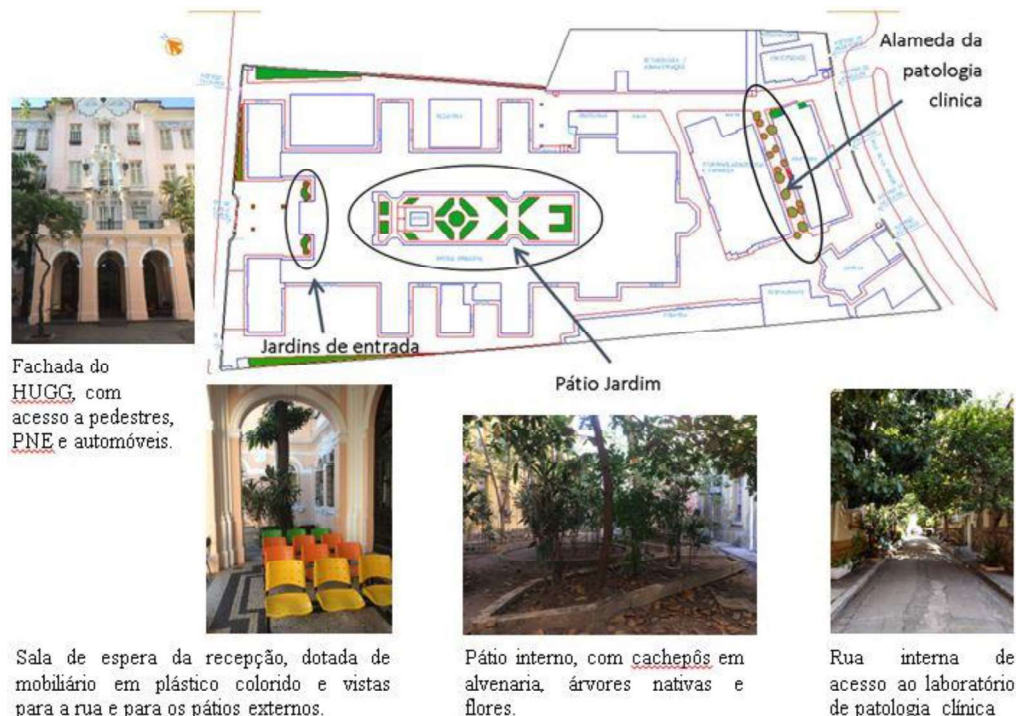 Alameda da
patologia
clinica
Jardins de entrada
Pátio Jardim
Fachada do
HUGG, com
acesso a pedestres,
PNE e automóveis.
Sala de espera da recepção, dotada de
mobiliário em plástico colorido e vistas
para a rua e para os pátios externos.
Pátio interno, com cachepôs em
alvenaria, árvores nativas e
flores.
Rua interna de
acesso ao laboratório
de patologia clínica